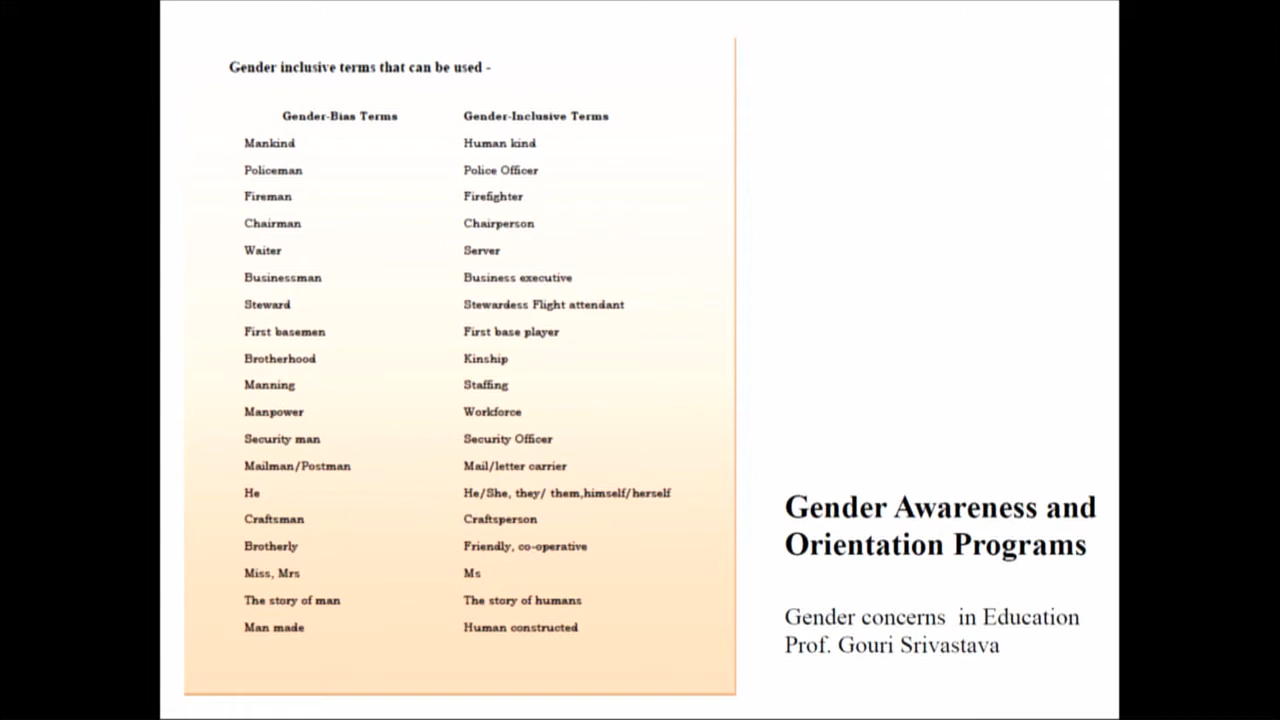 Gender inclusive terms that can be used -
Gender-Bias Terms Gender-Inclusive Terms
Mankind Human kind
Policeman Police Officer
Fireman Firefighter
Chairman Chairperson
Waiter Server
Businessman Business executive
Steward Stewardess Flight attendant
First basemen First base player
Brotherhood Kinship
Manning Staffing
Manpower Workforce
Security man Security Officer
Mailman/Postman Mail/letter carrier
He He/She, they/ them,himself/herself
Craftsman Craftsperson
Brotherly Friendly, co-operative
Miss, Mrs Ms
The story of man The story of humans
Man made Human constructed
Gender Awareness and
Orientation Programs
Gender concerns in Education
Prof. Gouri Srivastava